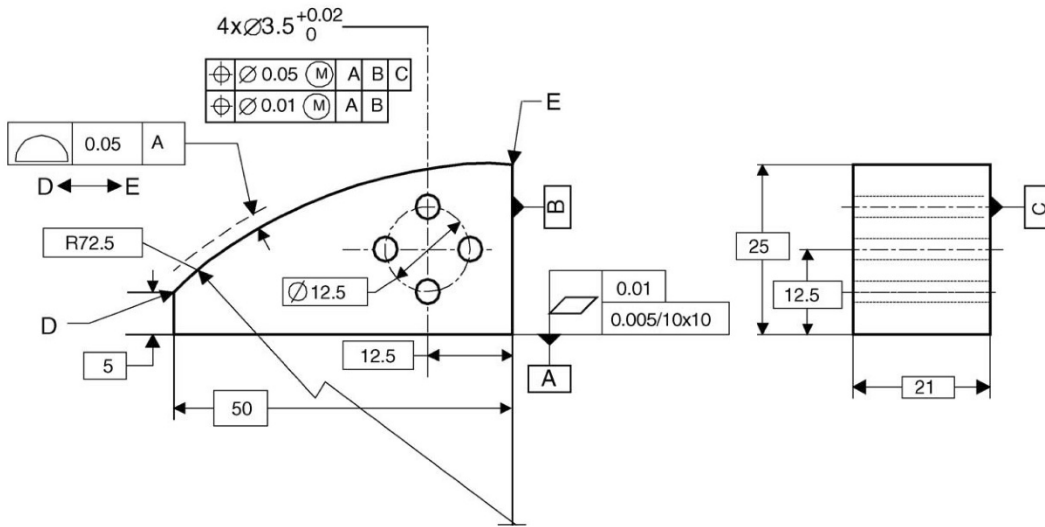 4x∅3.5 +0.02 0
⌖ ∅ 0.05 Ⓜ A B C
⌖ ∅ 0.01 Ⓜ A B
E
0.05 A
D E
B
C
R72.5
25
∅12.5
0.01
0.005/10x10
12.5
D
12.5
A
5
21
50